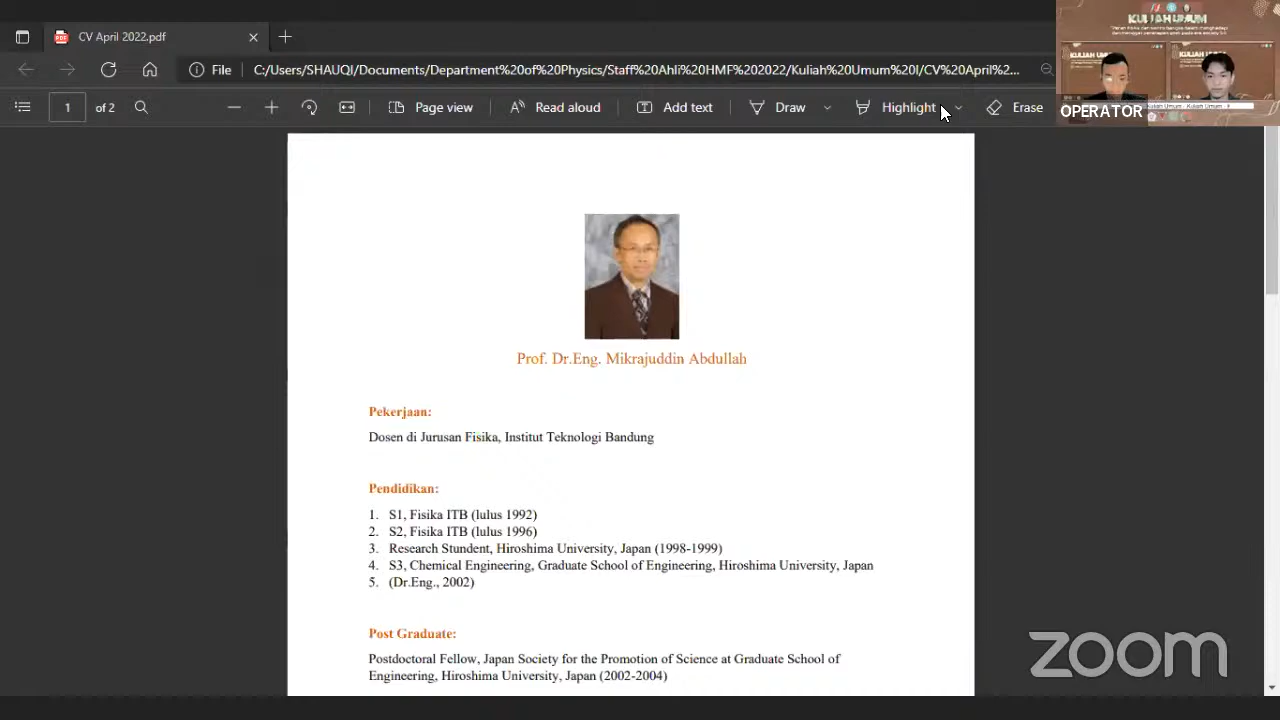 CV April 2022.pdf
File C:/Users/SHAUQI/Documents/Department%20of%20Physics/Staff%20Ahli%20HMF%202022/Kuliah%20Umum%20/CV%20April%2...
1 of 2 Page view Read aloud Add text Draw Highlight Erase
KULIAH UMUM
OPERATOR
Prof. Dr.Eng. Mikrajuddin Abdullah
Pekerjaan:
Dosen di Jurusan Fisika, Institut Teknologi Bandung
Pendidikan:
1. S1, Fisika ITB (lulus 1992)
2. S2, Fisika ITB (lulus 1996)
3. Research Stundent, Hiroshima University, Japan (1998-1999)
4. S3, Chemical Engineering, Graduate School of Engineering, Hiroshima University, Japan
5. (Dr.Eng., 2002)
Post Graduate:
Postdoctoral Fellow, Japan Society for the Promotion of Science at Graduate School of
Engineering, Hiroshima University, Japan (2002-2004)
zoom